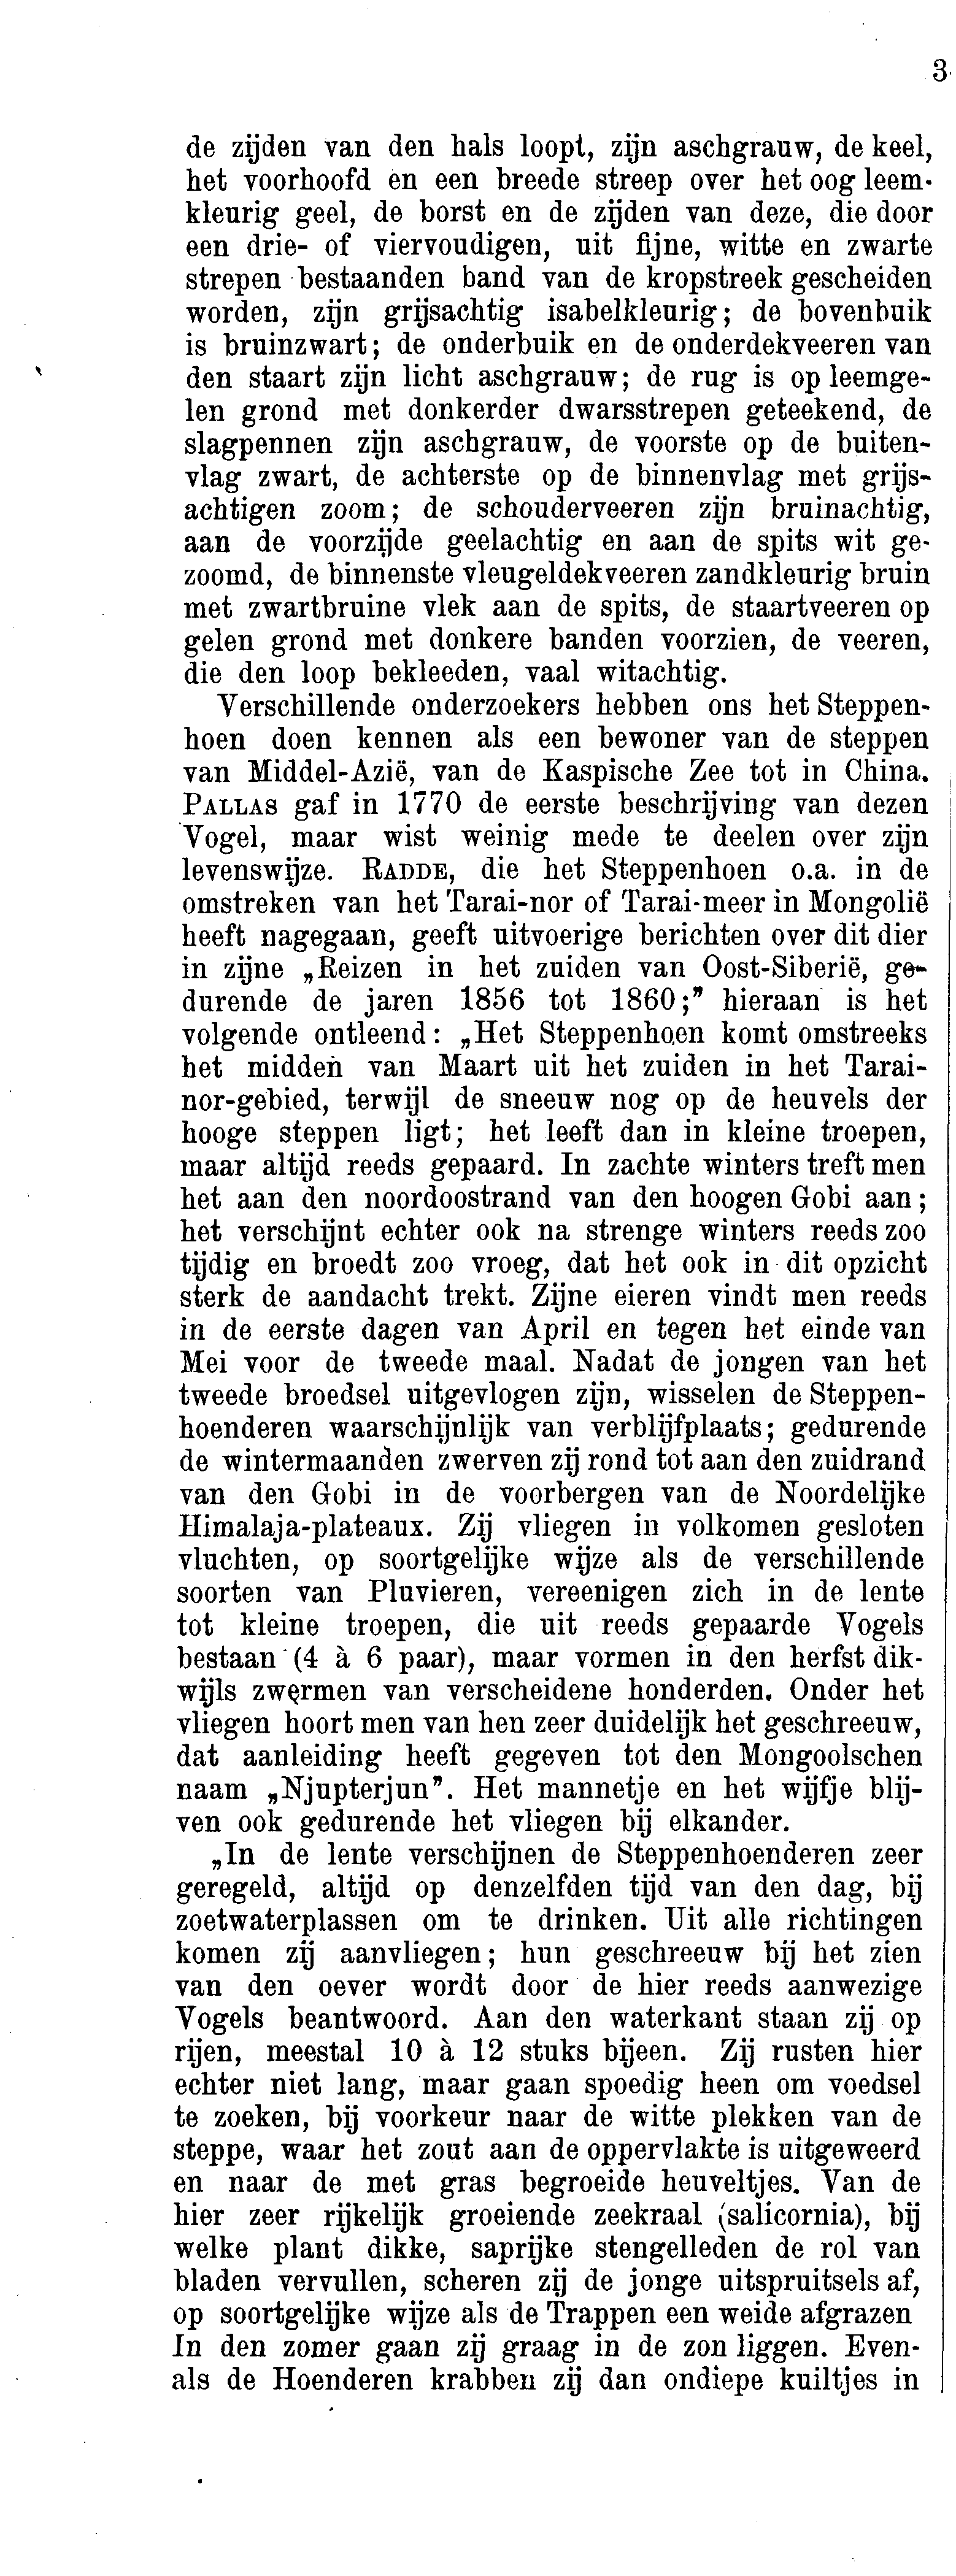 3
de zijden van den hals loopt, zijn aschgrauw, de keel,
het voorhoofd en een breede streep over het oog leem-
kleurig geel, de borst en de zijden van deze, die door
een drie- of viervoudigen, uit fijne, witte en zwarte
strepen bestaanden band van de kropstreek gescheiden
worden, zijn grijsachtig isabelkleurig; de bovenbuik
is bruinzwart; de onderbuik en de onderdekveeren van
den staart zijn licht aschgrauw; de rug is op leemge-
len grond met donkerder dwarsstrepen geteekend, de
slagpennen zijn aschgrauw, de voorste op de buiten-
vlag zwart, de achterste op de binnenvlag met grijs-
achtigen zoom; de schouderveeren zijn bruinachtig,
aan de voorzijde geelachtig en aan de spits wit ge-
zoomd, de binnenste vleugeldekveeren zandkleurig bruin
met zwartbruine vlek aan de spits, de staartveeren op
gelen grond met donkere banden voorzien, de veeren,
die den loop bekleeden, vaal witachtig.
Verschillende onderzoekers hebben ons het Steppen-
hoen doen kennen als een bewoner van de steppen
van Middel-Azië, van de Kaspische Zee tot in China.
PALLAS gaf in 1770 de eerste beschrijving van dezen
Vogel, maar wist weinig mede te deelen over zijn
levenswijze. RADDE, die het Steppenhoen o.a. in de
omstreken van het Tarai-nor of Tarai-meer in Mongolië
heeft nagegaan, geeft uitvoerige berichten over dit dier
in zijne „Reizen in het zuiden van Oost-Siberië, ge-
durende de jaren 1856 tot 1860;” hieraan is het
volgende ontleend: „Het Steppenhoen komt omstreeks
het midden van Maart uit het zuiden in het Tarai-
nor-gebied, terwijl de sneeuw nog op de heuvels der
hooge steppen ligt; het leeft dan in kleine troepen,
maar altijd reeds gepaard. In zachte winters treft men
het aan den noordoostrand van den hoogen Gobi aan;
het verschijnt echter ook na strenge winters reeds zoo
tijdig en broedt zoo vroeg, dat het ook in dit opzicht
sterk de aandacht trekt. Zijne eieren vindt men reeds
in de eerste dagen van April en tegen het einde van
Mei voor de tweede maal. Nadat de jongen van het
tweede broedsel uitgevlogen zijn, wisselen de Steppen-
hoenderen waarschijnlijk van verblijfplaats; gedurende
de wintermaanden zwerven zij rond tot aan den zuidrand
van den Gobi in de voorbergen van de Noordelijke
Himalaja-plateaux. Zij vliegen in volkomen gesloten
vluchten, op soortgelijke wijze als de verschillende
soorten van Pluvieren, vereenigen zich in de lente
tot kleine troepen, die uit reeds gepaarde Vogels
bestaan (4 à 6 paar), maar vormen in den herfst dik-
wijls zwermen van verscheidene honderden. Onder het
vliegen hoort men van hen zeer duidelijk het geschreeuw,
dat aanleiding heeft gegeven tot den Mongoolschen
naam „Njupterjun”. Het mannetje en het wijfje blij-
ven ook gedurende het vliegen bij elkander.
„In de lente verschijnen de Steppenhoenderen zeer
geregeld, altijd op denzelfden tijd van den dag, bij
zoetwaterplassen om te drinken. Uit alle richtingen
komen zij aanvliegen; hun geschreeuw bij het zien
van den oever wordt door de hier reeds aanwezige
Vogels beantwoord. Aan den waterkant staan zij op
rijen, meestal 10 à 12 stuks bijeen. Zij rusten hier
echter niet lang, maar gaan spoedig heen om voedsel
te zoeken, bij voorkeur naar de witte plekken van de
steppe, waar het zout aan de oppervlakte is uitgeweerd
en naar de met gras begroeide heuveltjes. Van de
hier zeer rijkelijk groeiende zeekraal (salicornia), bij
welke plant dikke, saprijke stengelleden de rol van
bladen vervullen, scheren zij de jonge uitspruitsels af,
op soortgelijke wijze als de Trappen een weide afgrazen
In den zomer gaan zij graag in de zon liggen. Even-
als de Hoenderen krabben zij dan ondiepe kuiltjes in